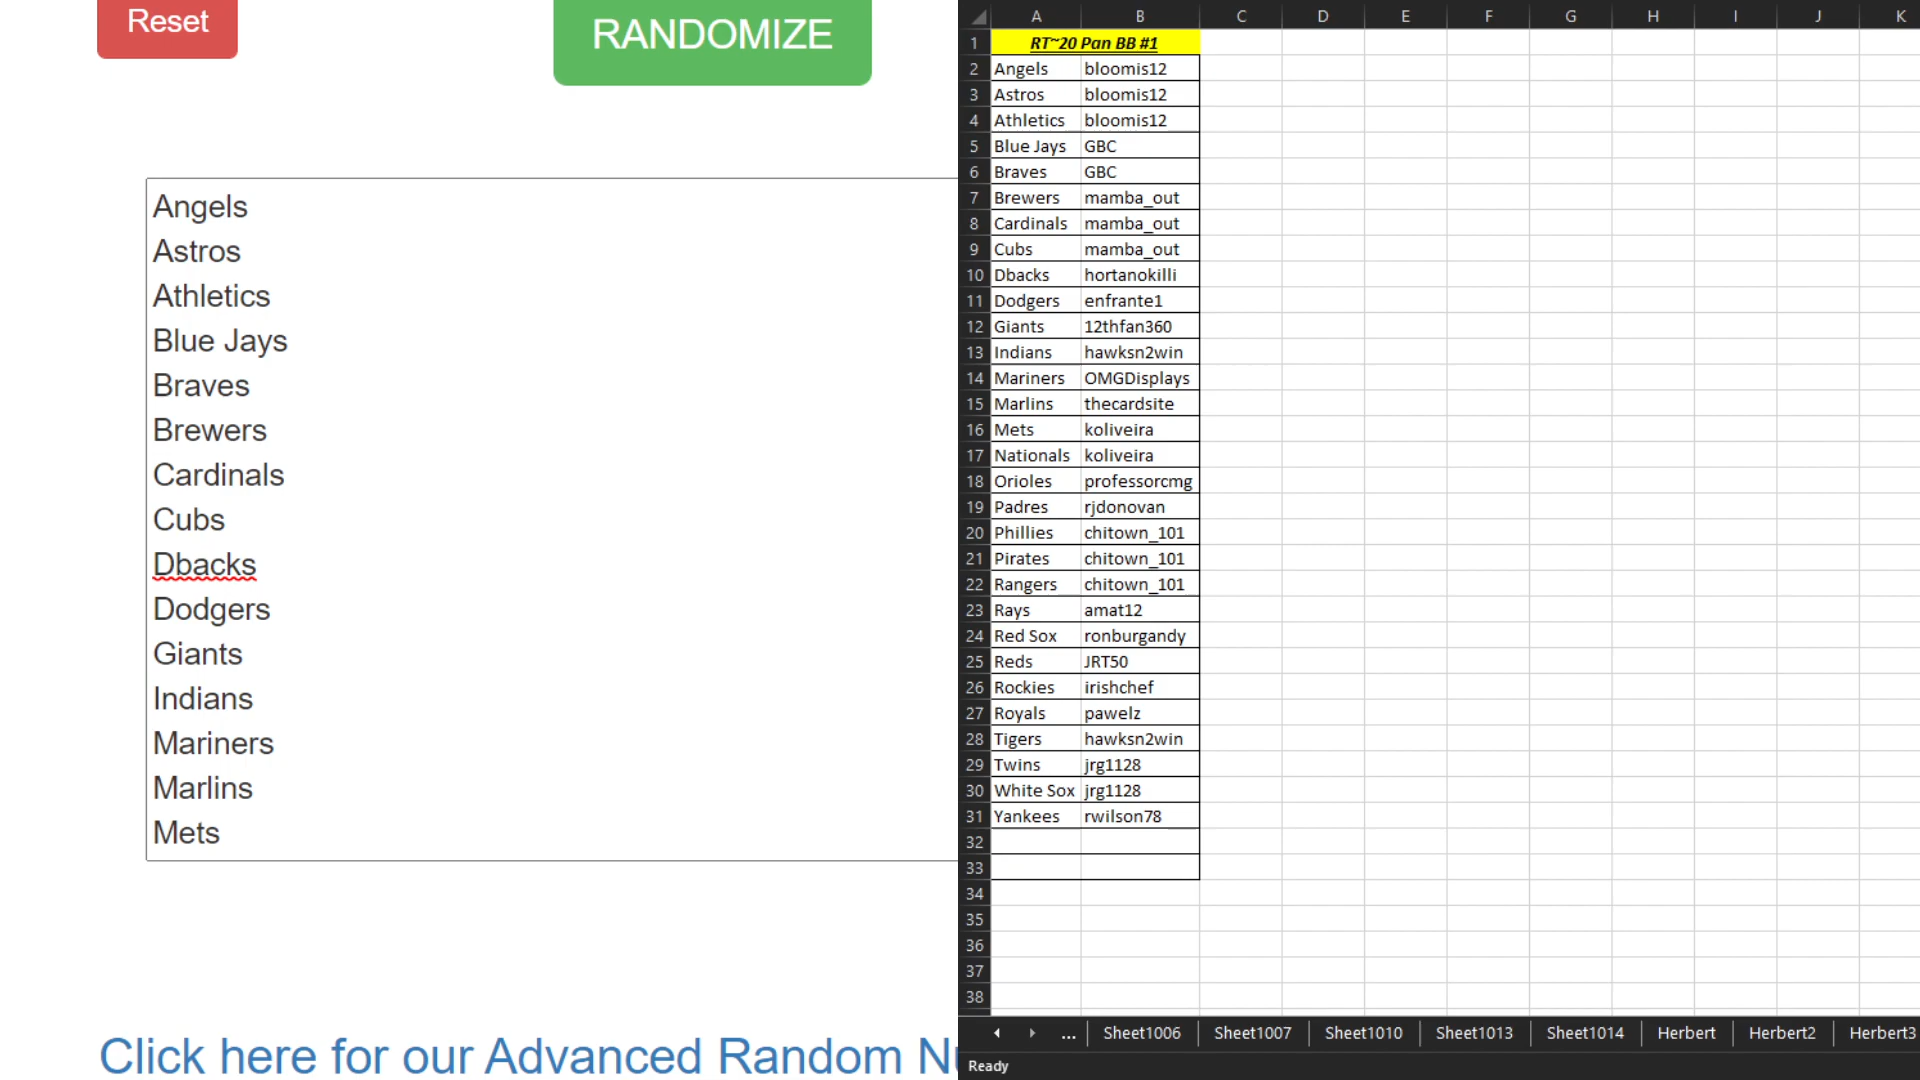 Reset
RANDOMIZE
Angels
Astros
Athletics
Blue Jays
Braves
Brewers
Cardinals
Cubs
Dbacks
Dodgers
Giants
Indians
Mariners
Marlins
Mets
Click here for our Advanced Random
A B C D E F G H I J K
1 RT~20 Pan BB #1
2 Angels bloomis12
3 Astros bloomis12
4 Athletics bloomis12
5 Blue Jays GBC
6 Braves GBC
7 Brewers mamba_out
8 Cardinals mamba_out
9 Cubs mamba_out
10 Dbacks hortanokilli
11 Dodgers enfrante1
12 Giants 12thfan360
13 Indians hawksn2win
14 Mariners OMGDisplays
15 Marlins thecardsite
16 Mets koliveira
17 Nationals koliveira
18 Orioles professorcmg
19 Padres rjdonovan
20 Phillies chitown_101
21 Pirates chitown_101
22 Rangers chitown_101
23 Rays amat12
24 Red Sox ronburgandy
25 Reds JRT50
26 Rockies irishchef
27 Royals pawelz
28 Tigers hawksn2win
29 Twins jrg1128
30 White Sox jrg1128
31 Yankees rwilson78
32
33
34
35
36
37
38
... Sheet1006 Sheet1007 Sheet1010 Sheet1013 Sheet1014 Herbert Herbert2 Herbert3
Ready